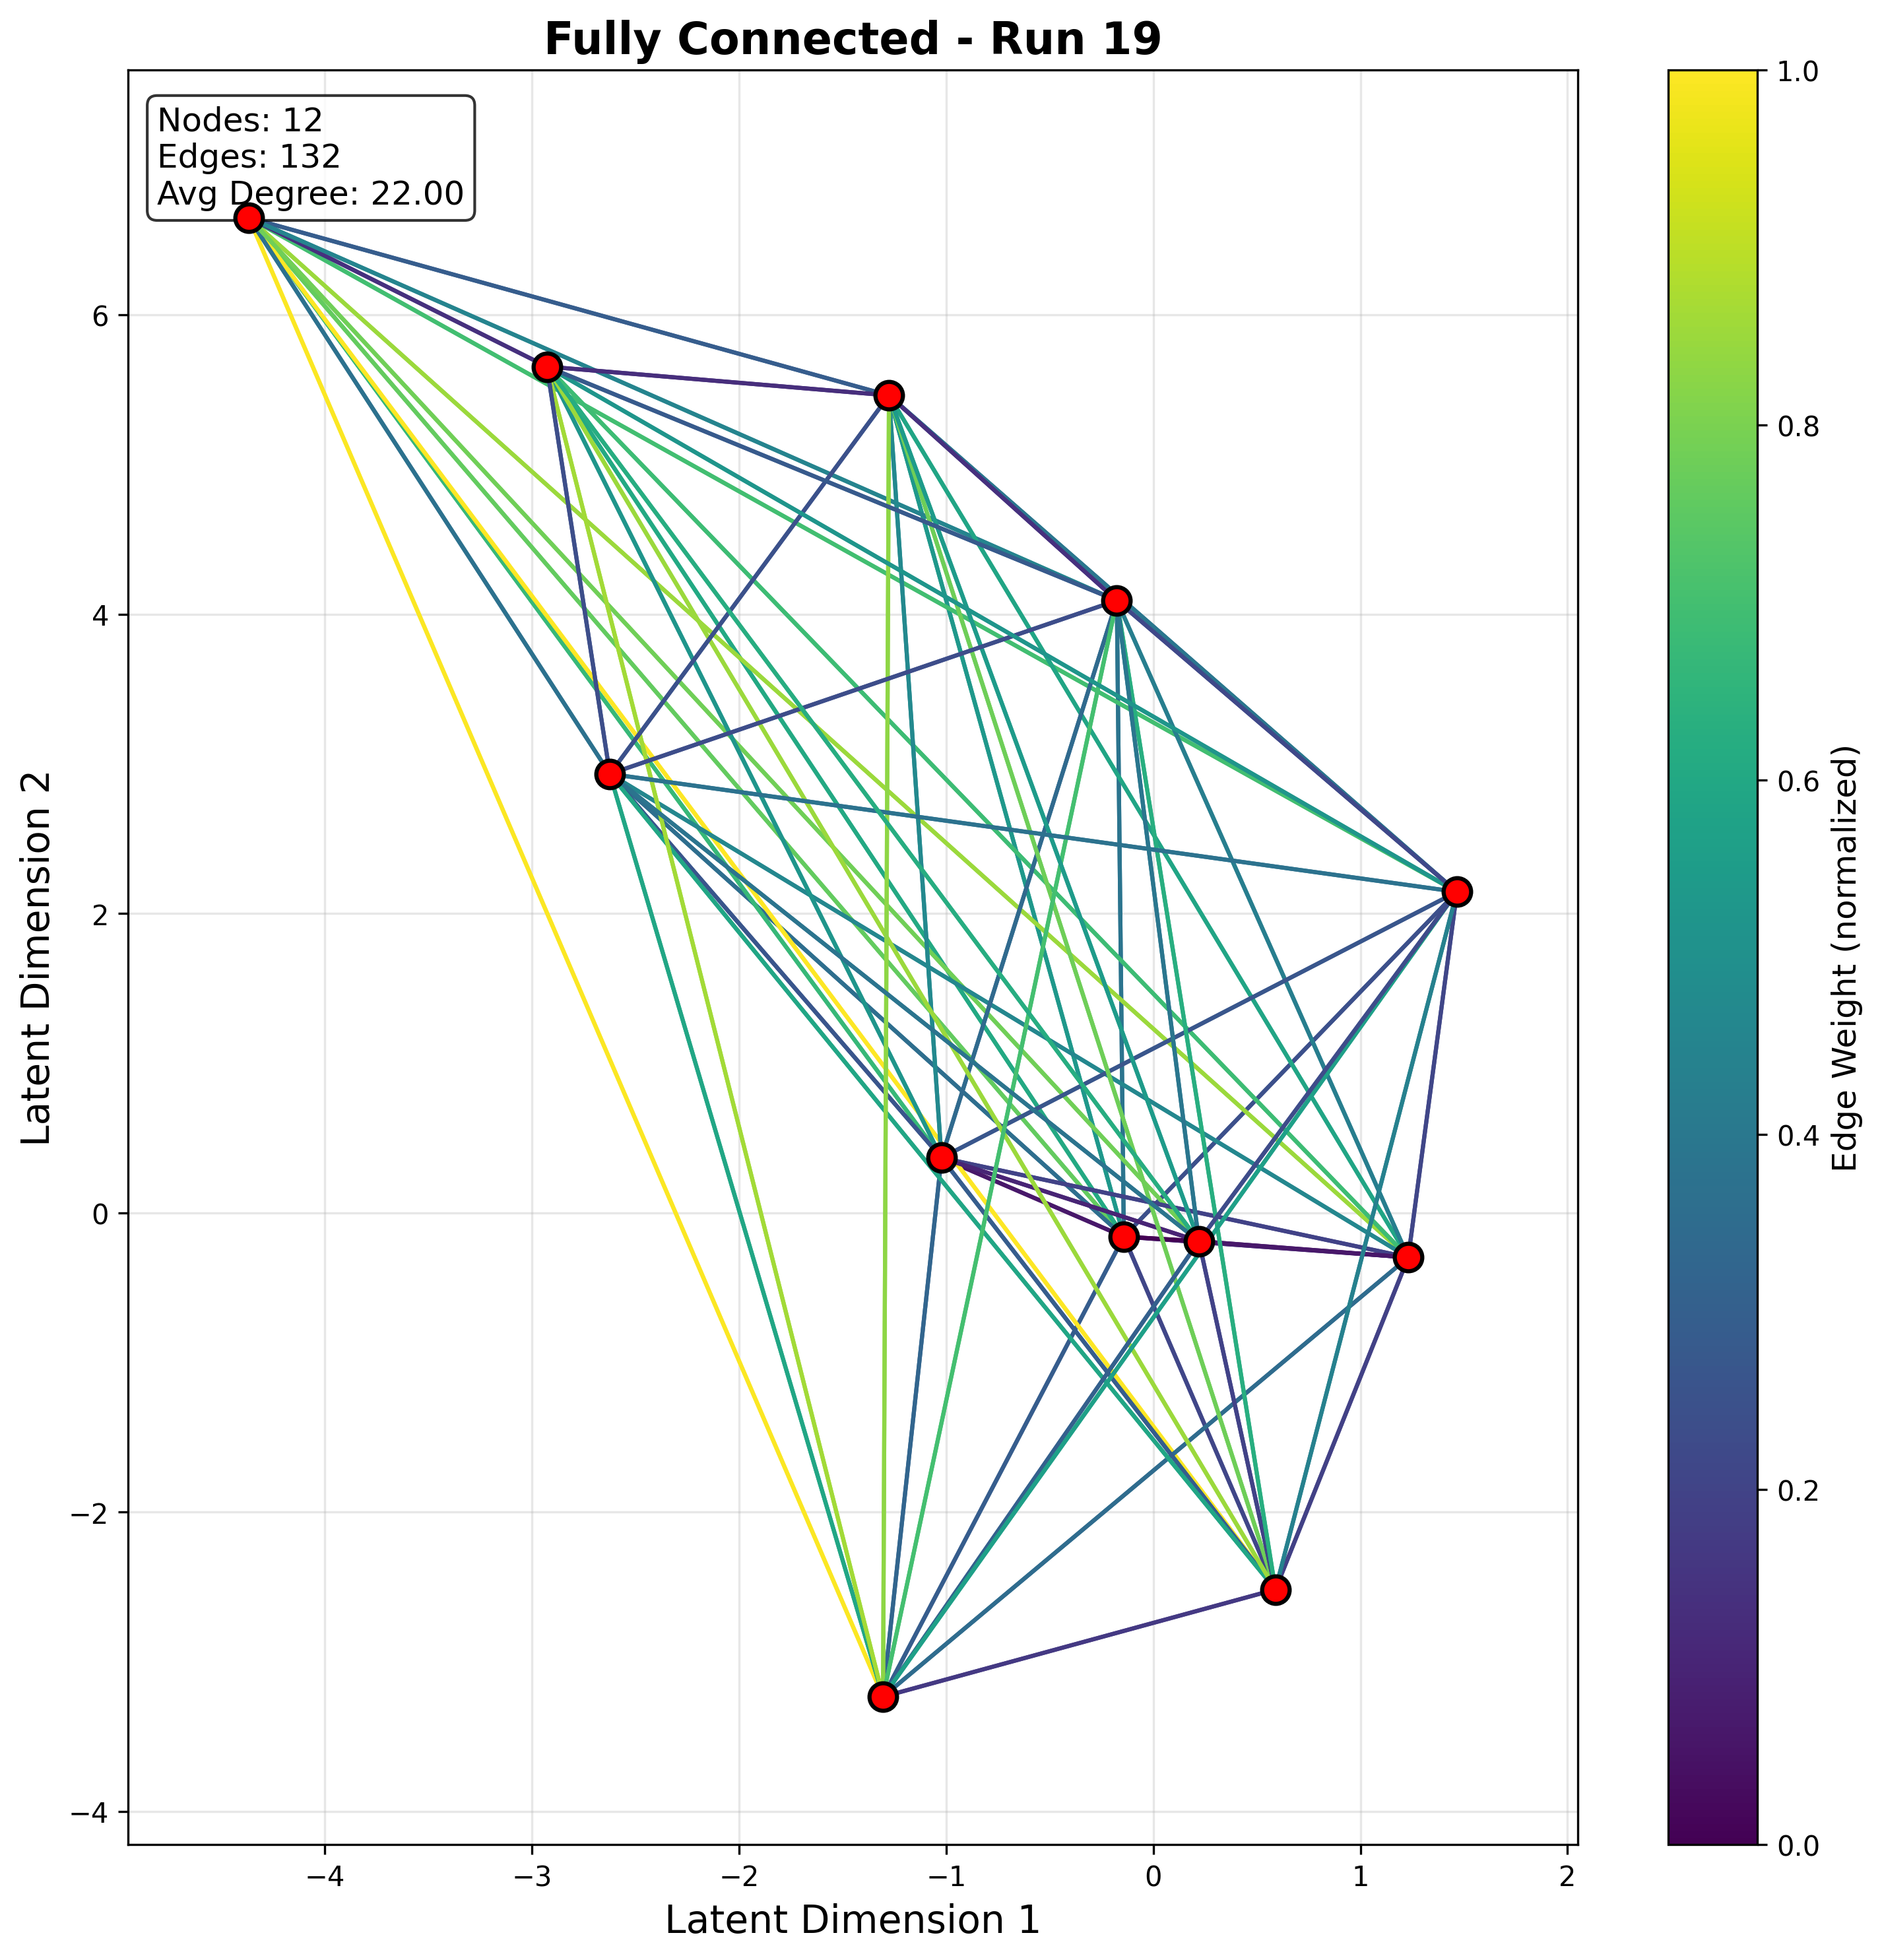 Fully Connected - Run 19
Nodes: 12
Edges: 132
Avg Degree: 22.00
6
4
2
0
−2
−4
Latent Dimension 2
−4
−3
−2
−1
0
1
2
Latent Dimension 1
1.0
0.8
0.6
0.4
0.2
0.0
Edge Weight (normalized)